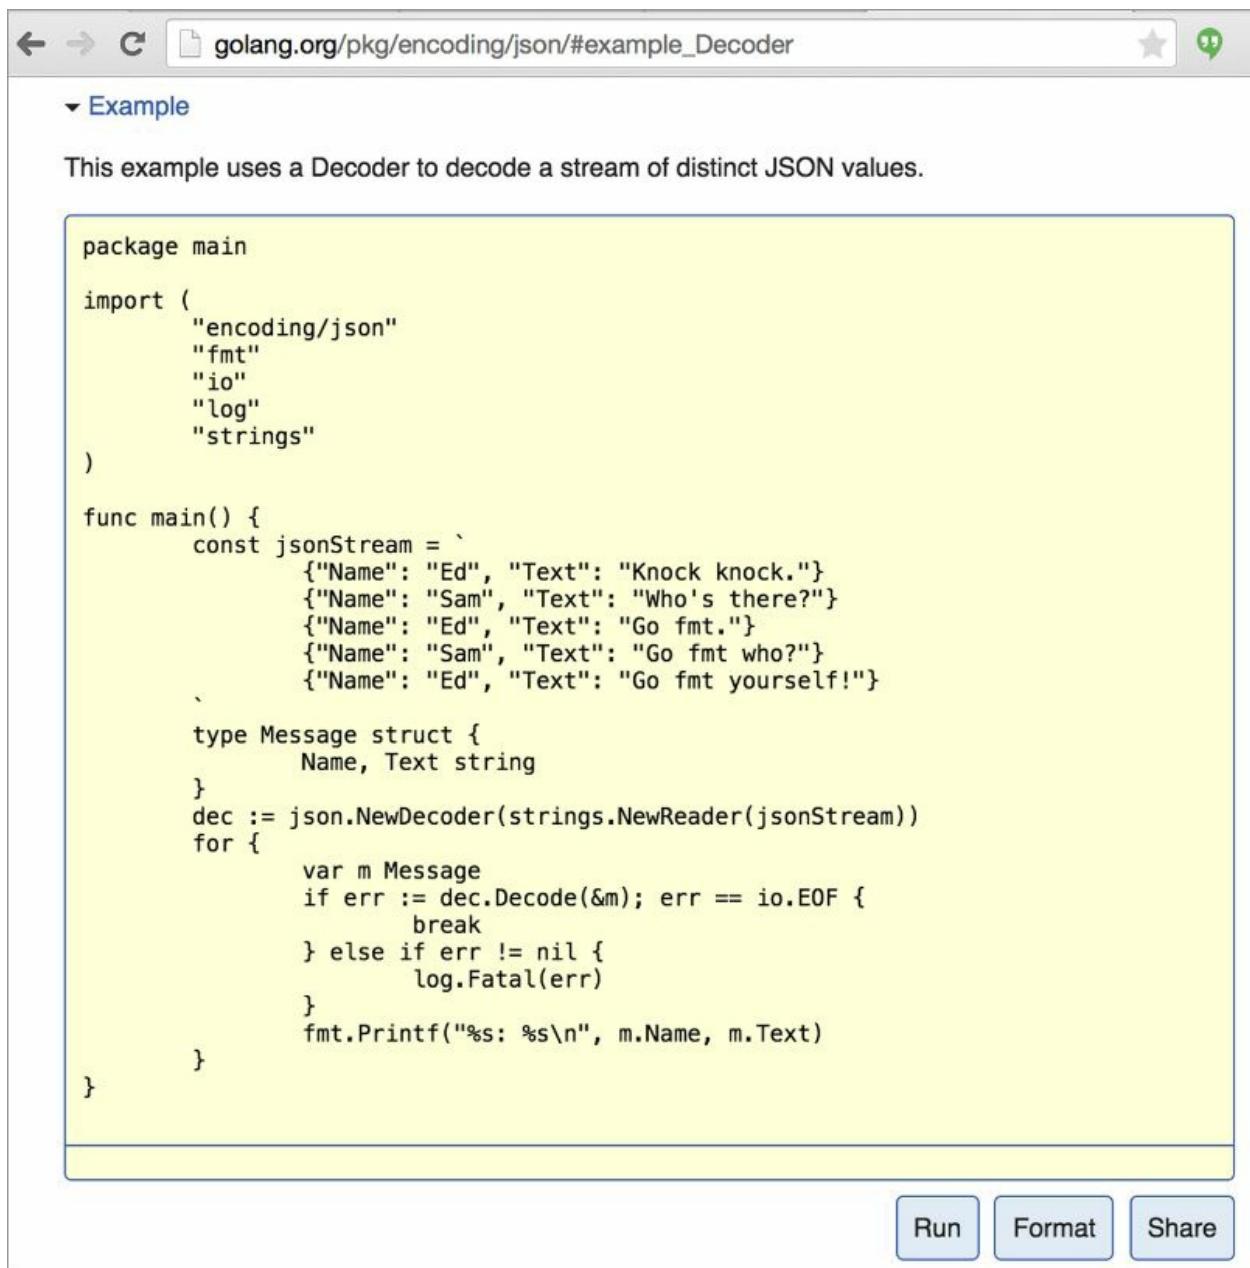 golang.org/pkg/encoding/json/#example_Decoder
Example
This example uses a Decoder to decode a stream of distinct JSON values.
package main
import (
        "encoding/json"
        "fmt"
        "io"
        "log"
        "strings"
)
func main() {
        const jsonStream = `
                {"Name": "Ed", "Text": "Knock knock."}
                {"Name": "Sam", "Text": "Who's there?"}
                {"Name": "Ed", "Text": "Go fmt."}
                {"Name": "Sam", "Text": "Go fmt who?"}
                {"Name": "Ed", "Text": "Go fmt yourself!"}
        `
        type Message struct {
                Name, Text string
        }
        dec := json.NewDecoder(strings.NewReader(jsonStream))
        for {
                var m Message
                if err := dec.Decode(&m); err == io.EOF {
                        break
                } else if err != nil {
                        log.Fatal(err)
                }
                fmt.Printf("%s: %s\n", m.Name, m.Text)
        }
}
Run Format Share